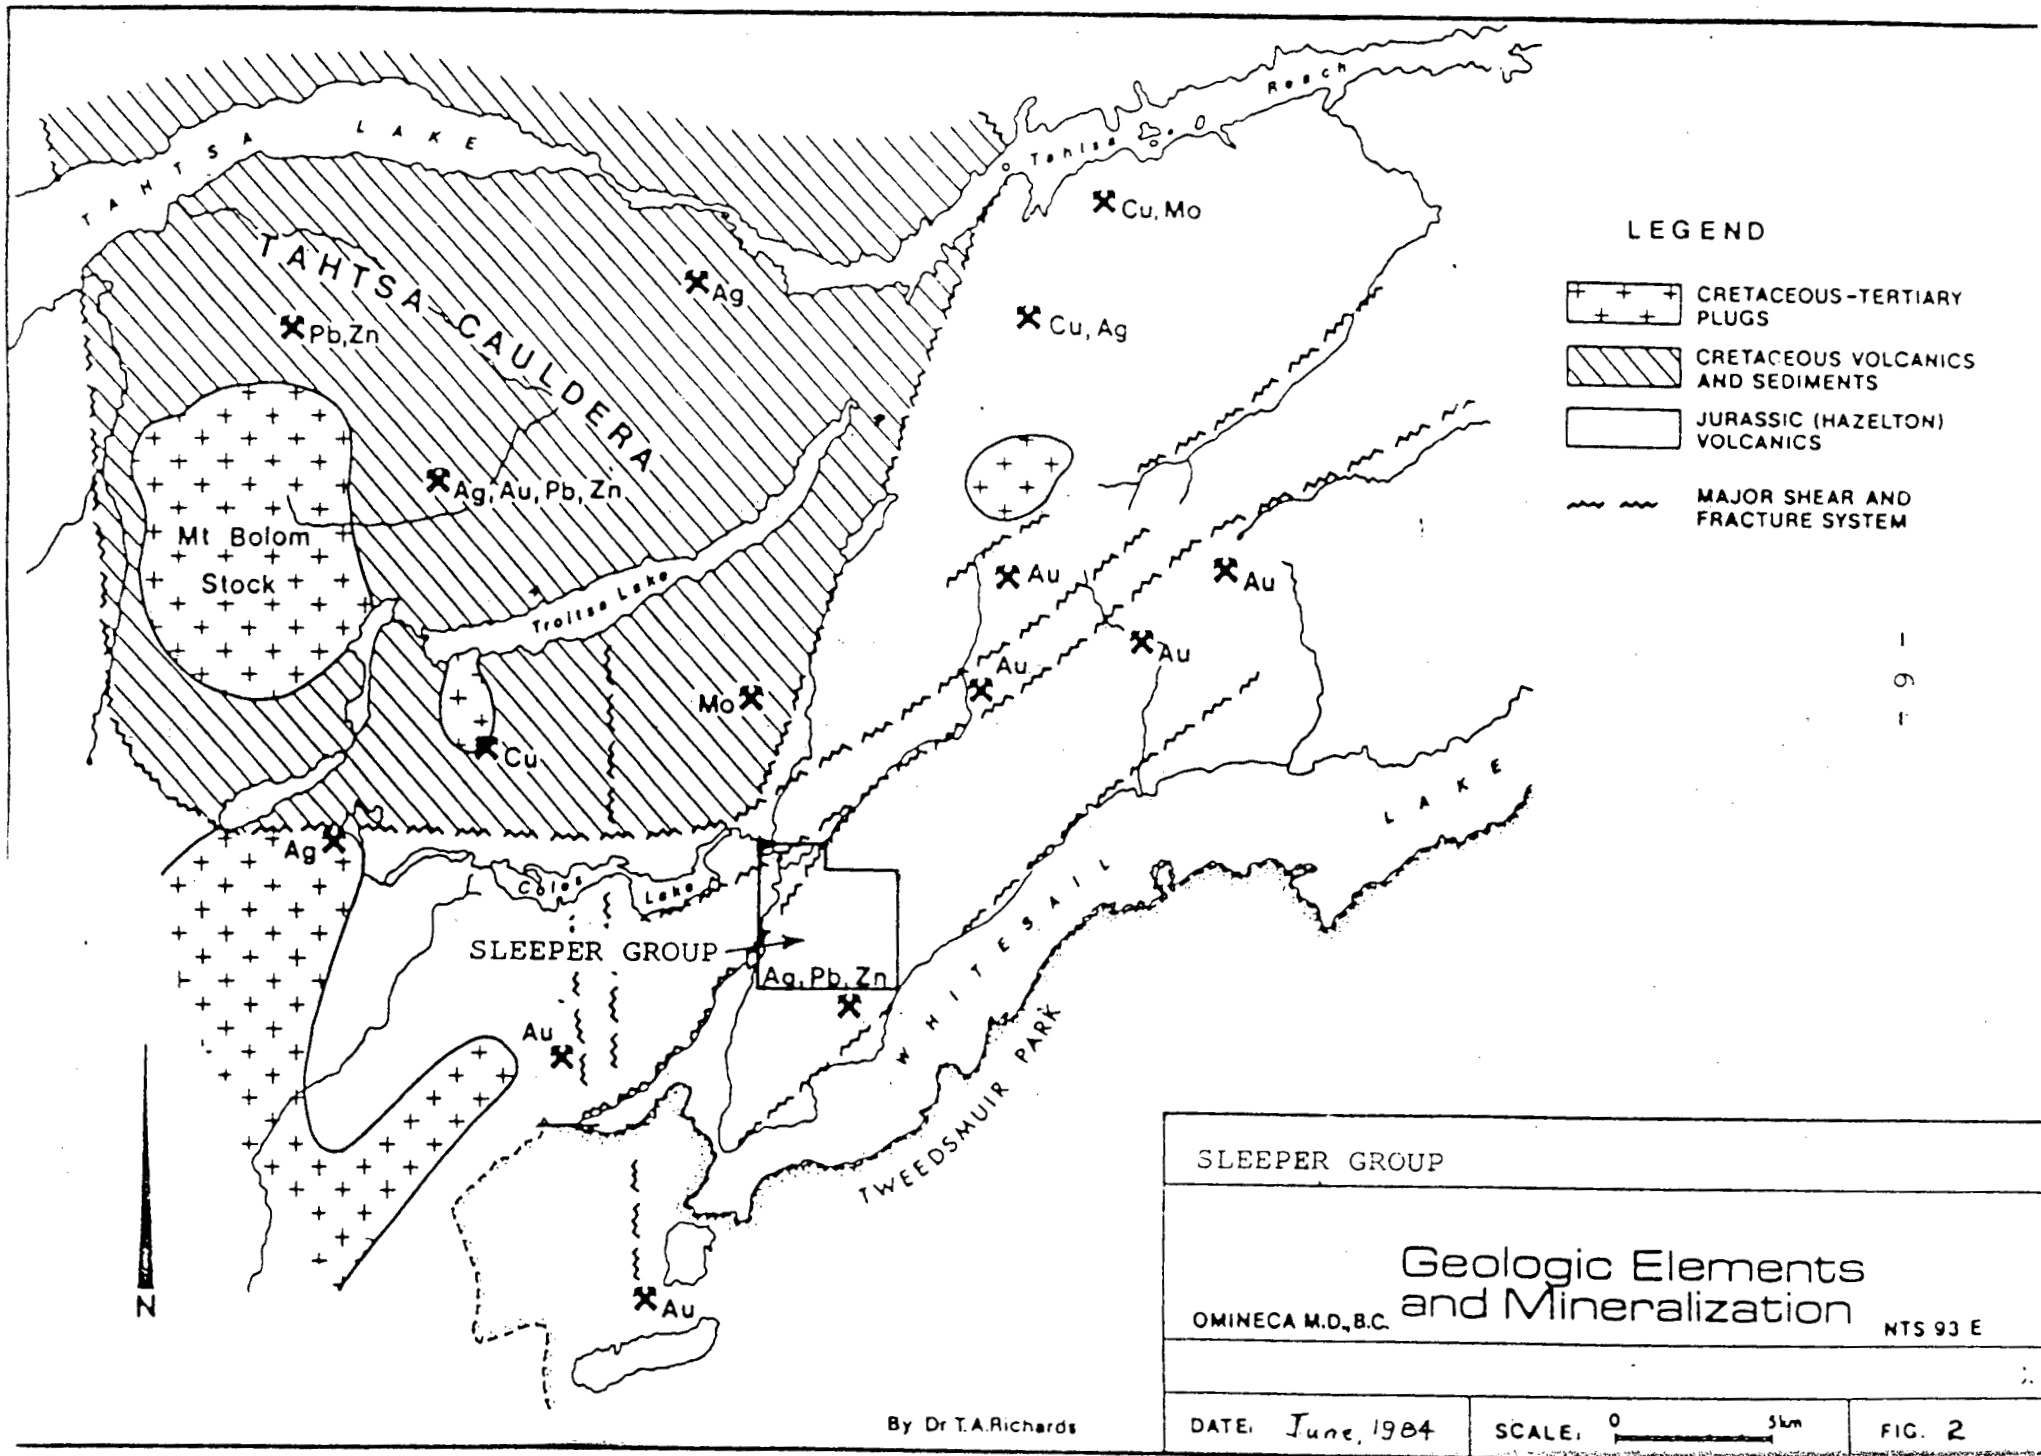 TAHTSA LAKE
Tahtsa Reach
Cu, Mo
TAHTSA CAULDERA
Ag
Pb, Zn
Cu, Ag
Ag, Au, Pb, Zn
Mt Bolom
Stock
Troitsa Lake
Au
Au
Au
Au
Mo
Cu
Ag
Coles Lake
SLEEPER GROUP
Ag, Pb, Zn
WHITESAIL LAKE
Au
TWEEDSMUIR PARK
Au
N
By Dr T.A.Richards
LEGEND
CRETACEOUS-TERTIARY
PLUGS
CRETACEOUS VOLCANICS
AND SEDIMENTS
JURASSIC (HAZELTON)
VOLCANICS
MAJOR SHEAR AND
FRACTURE SYSTEM
- 6 -
SLEEPER GROUP
Geologic Elements
and Mineralization
OMINECA M.D., B.C.
NTS 93 E
DATE: June, 1984
SCALE: 0 5km
FIG. 2